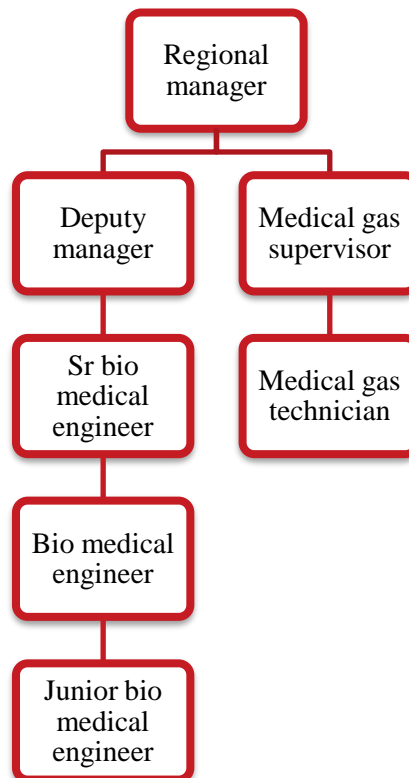 Regional
manager
Deputy
manager
Medical gas
supervisor
Sr bio
medical
engineer
Medical gas
technician
Bio medical
engineer
Junior bio
medical
engineer